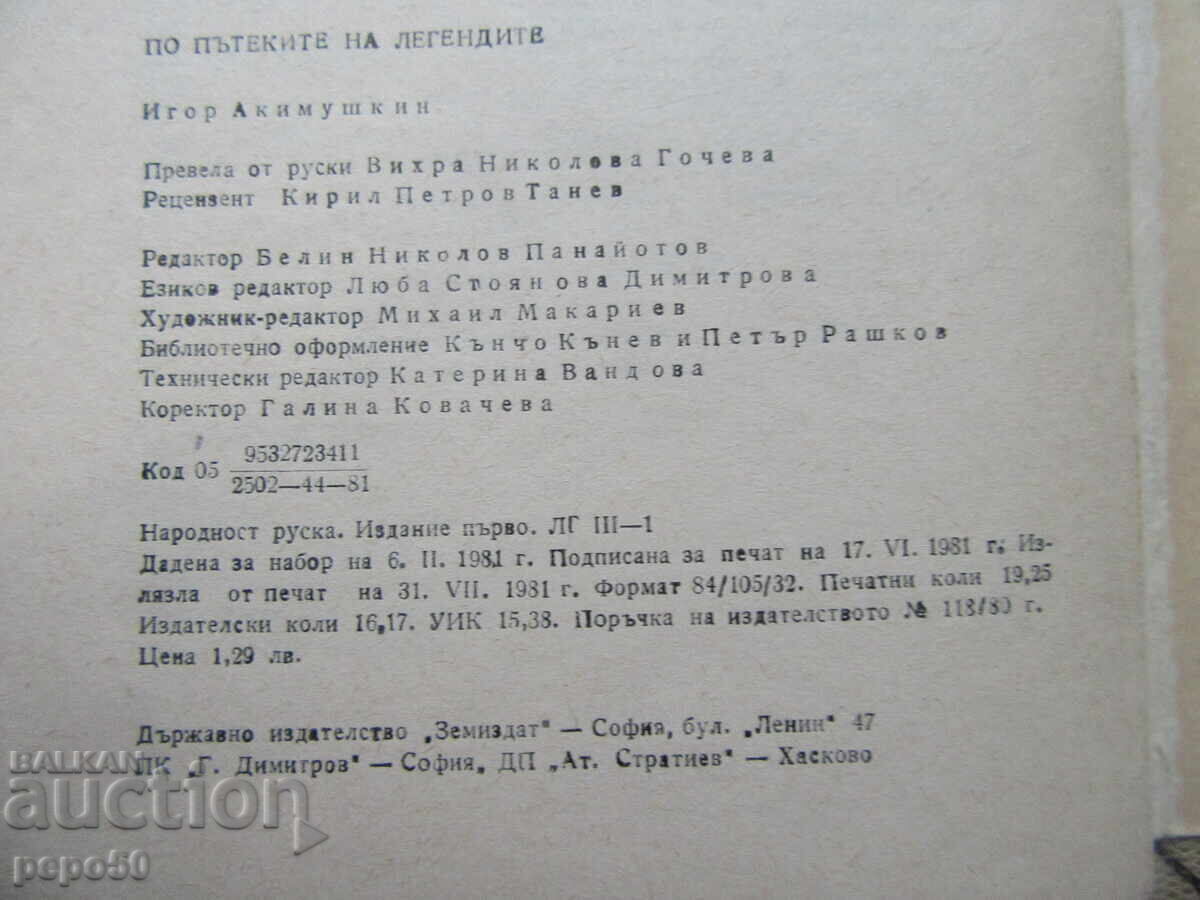 ПО ПЪТЕКИТЕ НА ЛЕГЕНДИТЕ
Игор Акимушкин
Превела от руски Вихра Николова Гочева
Рецензент Кирил Петров Танев
Редактор Белин Николов Панайотов
Езиков редактор Люба Стоянова Димитрова
Художник-редактор Михаил Макариев
Библиотечно оформление Кънчо Кънев и Петър Рашков
Технически редактор Катерина Вандова
Коректор Галина Ковачева
Код 05 9532723411
2502—44—81
Народност руска. Издание първо. ЛГ III—1
Дадена за набор на 6. II. 1981 г. Подписана за печат на 17. VI. 1981 г. Из-
лязла от печат на 31. VII. 1981 г. Формат 84/105/32. Печатни коли 19,25
Издателски коли 16,17. УИК 15,38. Поръчка на издателството № 118/80 г.
Цена 1,29 лв.
Държавно издателство „Земиздат" — София, бул. „Ленин" 47
ПК „Г. Димитров" — София, ДП „Ат. Стратиев" — Хасково
BALKAN
auction
pepo50